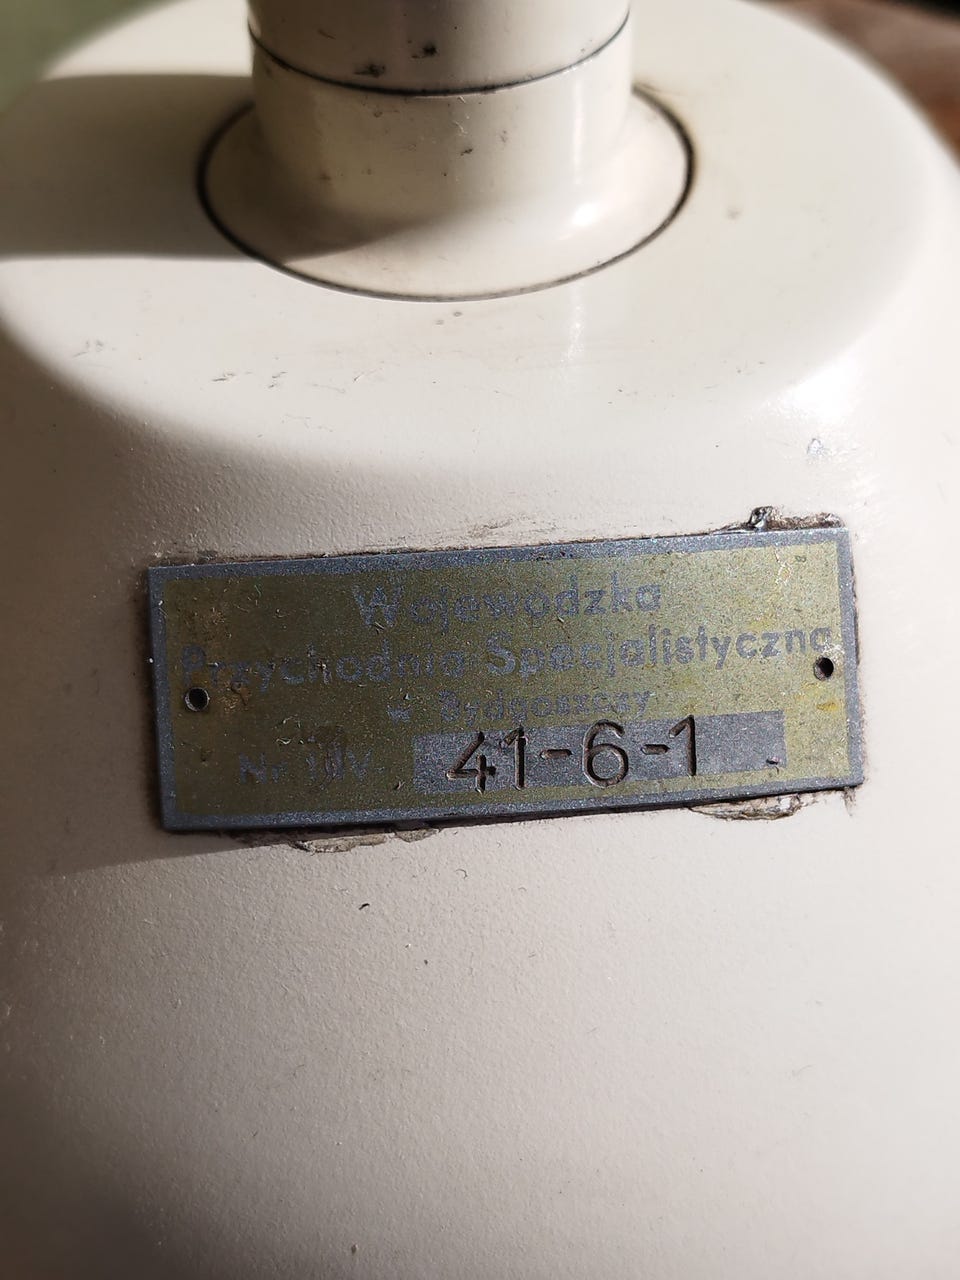 Wojewódzka
Przychodnia Specjalistyczna
w Bydgoszczy
Nr INW. 41-6-1